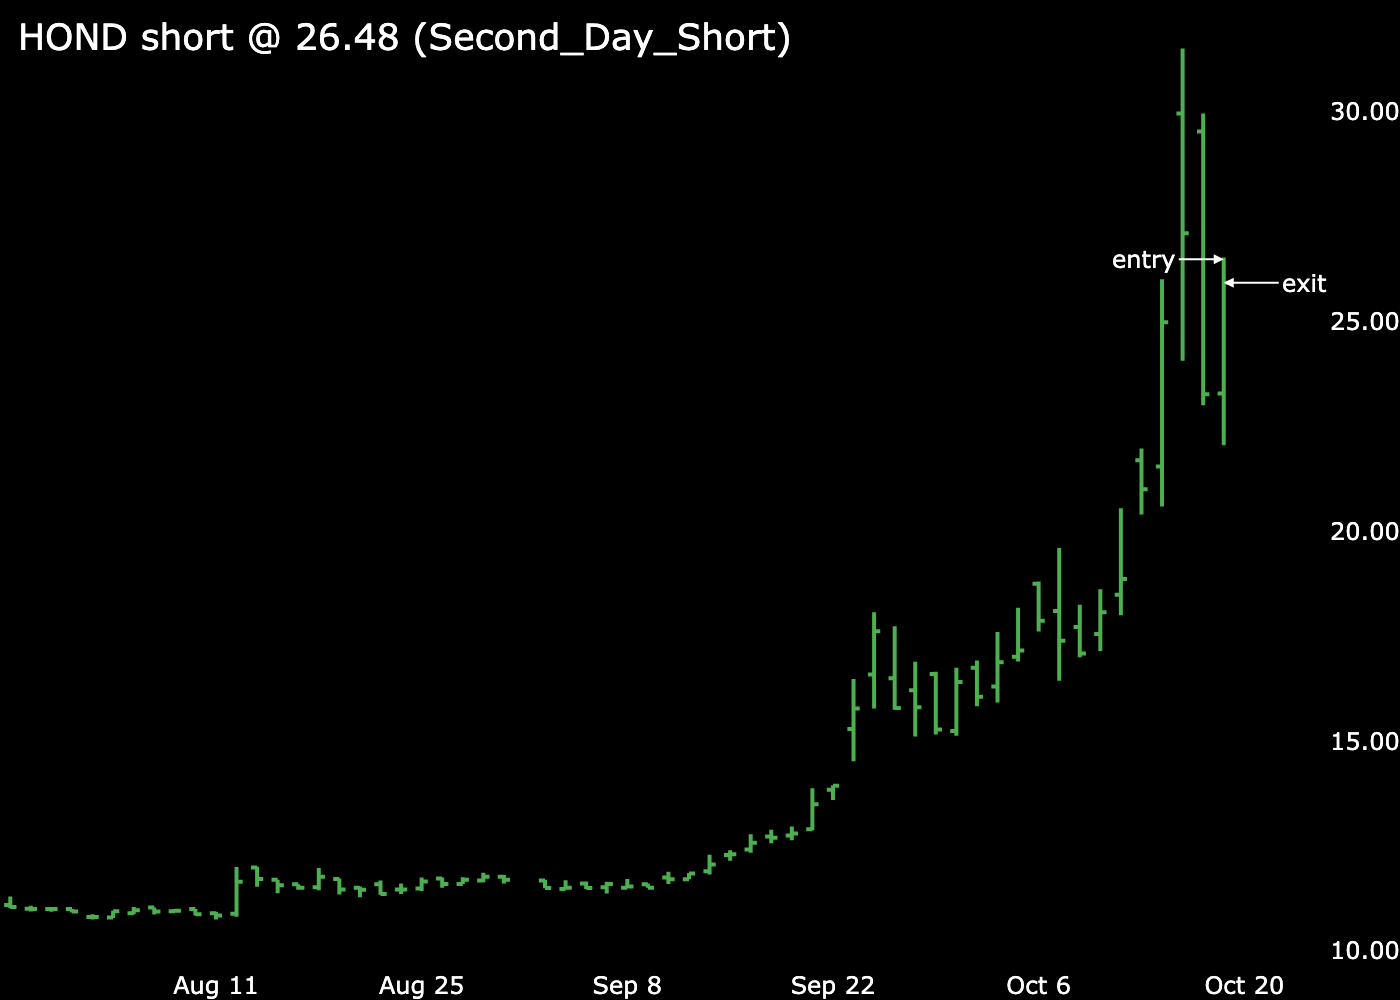 HOND short @ 26.48 (Second_Day_Short)
30.00
entry
exit
25.00
20.00
15.00
10.00
Aug 11 Aug 25 Sep 8 Sep 22 Oct 6 Oct 20